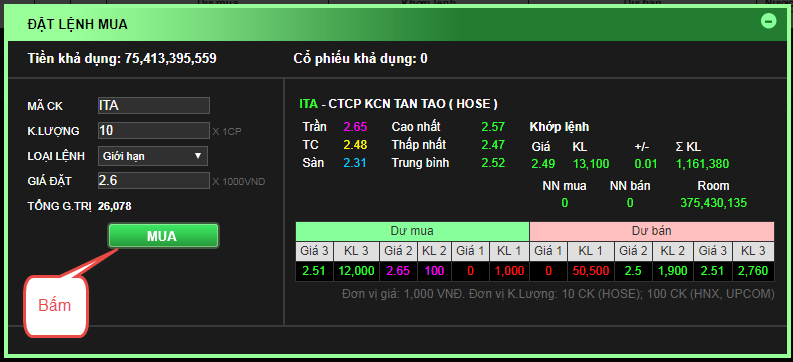 ĐẶT LỆNH MUA
Tiền khả dụng: 75,413,395,559 Cổ phiếu khả dụng: 0
MÃ CK ITA
K.LƯỢNG 10 X 1CP
LOẠI LỆNH Giới hạn
GIÁ ĐẶT 2.6 X 1000VND
TỔNG G.TRỊ 26,078
MUA
Bấm
ITA - CTCP KCN TAN TAO ( HOSE )
Trần 2.65 Cao nhất 2.57 Khớp lệnh
TC 2.48 Thấp nhất 2.47 Giá KL +/- Σ KL
Sàn 2.31 Trung bình 2.52 2.49 13,100 0.01 1,161,380
NN mua NN bán Room
0 0 375,430,135
Dư mua Dư bán
Giá 3 KL 3 Giá 2 KL 2 Giá 1 KL 1 Giá 1 KL 1 Giá 2 KL 2 Giá 3 KL 3
2.51 12,000 2.65 100 0 1,000 0 50,500 2.5 1,900 2.51 2,760
Đơn vị giá: 1,000 VNĐ. Đơn vị K.Lượng: 10 CK (HOSE); 100 CK (HNX, UPCOM)